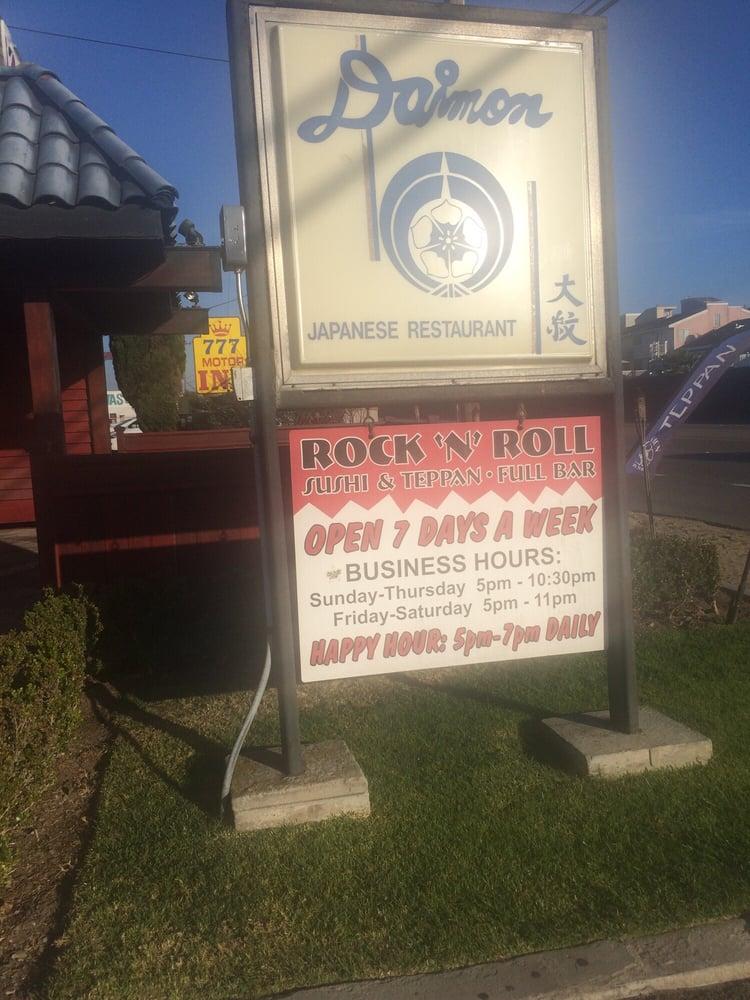 Daimon
JAPANESE RESTAURANT
大紋
777
MOTOR
INN
ROCK 'N' ROLL
SUSHI & TEPPAN · FULL BAR
OPEN 7 DAYS A WEEK
BUSINESS HOURS:
Sunday-Thursday 5pm - 10:30pm
Friday-Saturday 5pm - 11pm
HAPPY HOUR: 5pm-7pm DAILY
TEPPAN